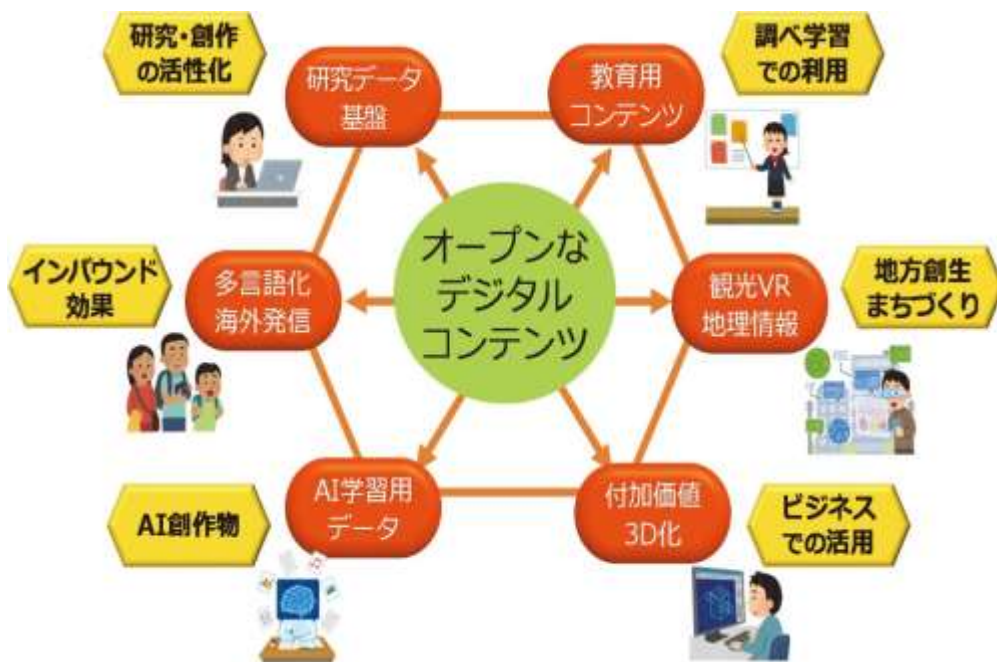 研究・創作
の活性化
研究データ
基盤
教育用
コンテンツ
調べ学習
での利用
インバウンド
効果
多言語化
海外発信
オープンな
デジタル
コンテンツ
観光VR
地理情報
地方創生
まちづくり
AI創作物
AI学習用
データ
付加価値
3D化
ビジネス
での活用